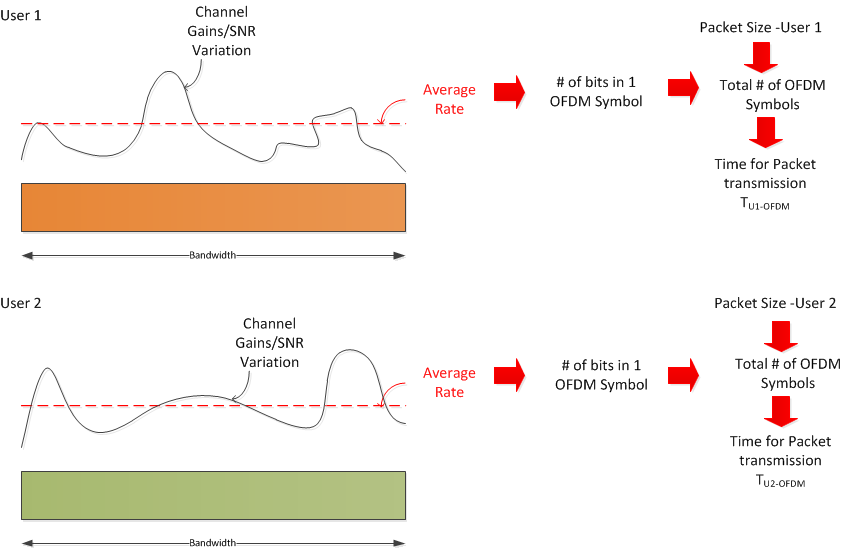 User 1
Channel
Gains/SNR
Variation
Average
Rate
# of bits in 1
OFDM Symbol
Packet Size -User 1
Total # of OFDM
Symbols
Time for Packet
transmission
TU1-OFDM
Bandwidth
User 2
Channel
Gains/SNR
Variation
Average
Rate
# of bits in 1
OFDM Symbol
Packet Size -User 2
Total # of OFDM
Symbols
Time for Packet
transmission
TU2-OFDM
Bandwidth